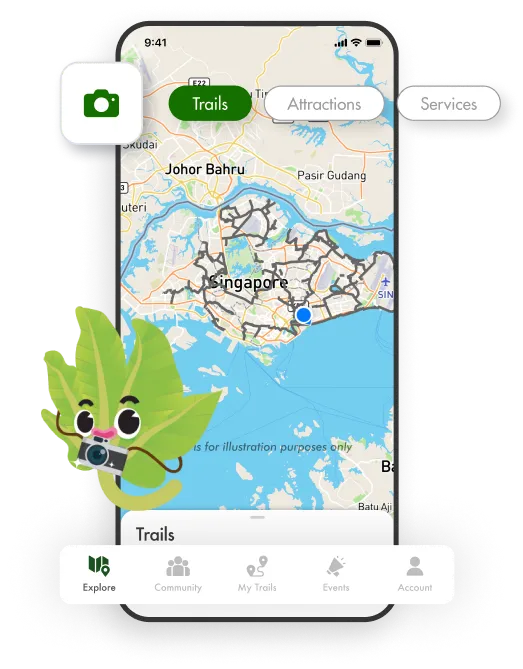 9:41
E22
Trails
Attractions
Services
Skudai
Johor Bahru
Pasir Gudang
3
uteri
Singapore
SIN
is for illustration purposes only
Ba
Batu Aji
Trails
Explore
Community
My Trails
Events
Account